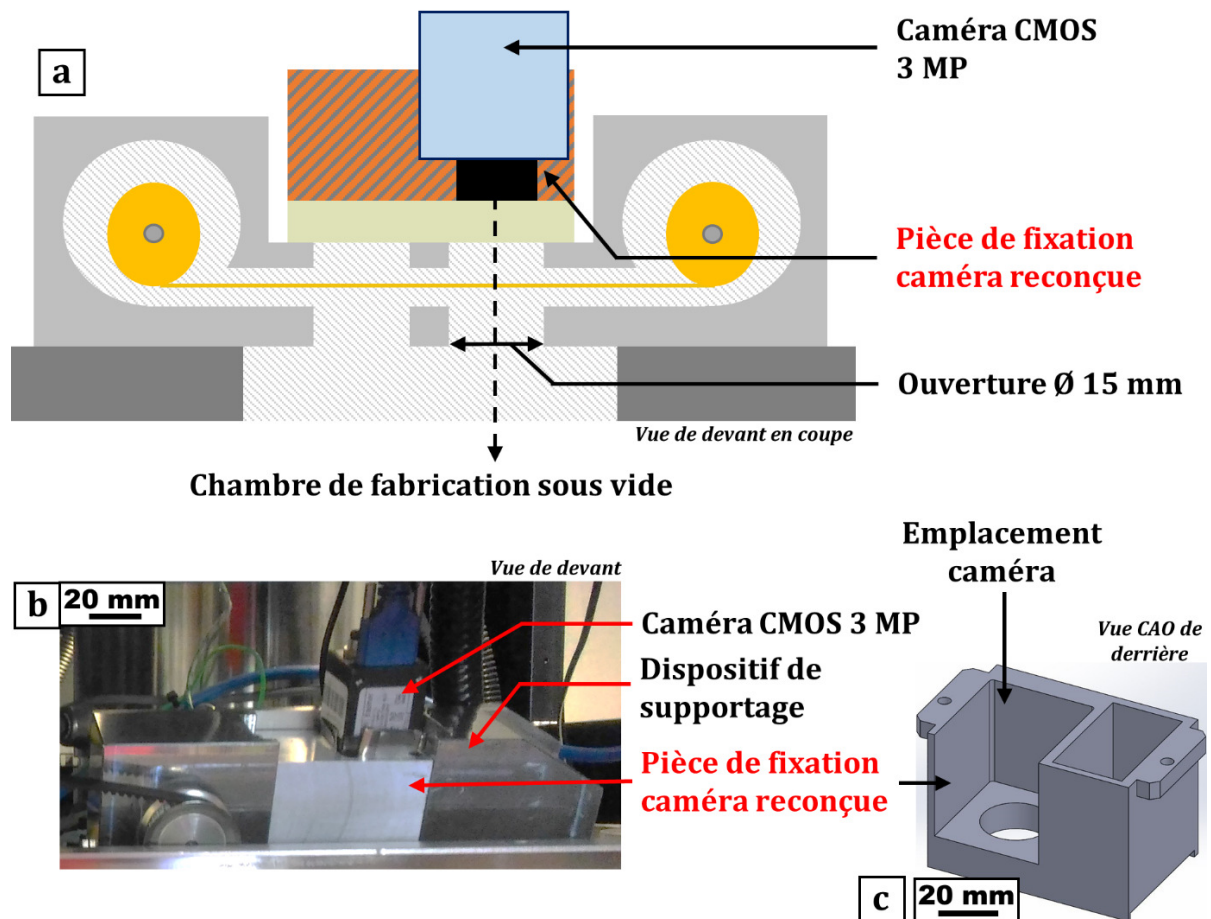 a
Caméra CMOS
3 MP
Pièce de fixation
caméra reconçue
Ouverture Ø 15 mm
Vue de devant en coupe
Chambre de fabrication sous vide
b
20 mm
Vue de devant
Caméra CMOS 3 MP
Dispositif de
supportage
Pièce de fixation
caméra reconçue
Emplacement
caméra
Vue CAO de
derrière
c
20 mm